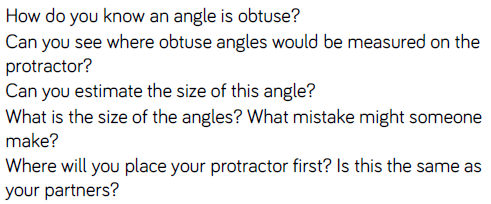 How do you know an angle is obtuse?
Can you see where obtuse angles would be measured on the
protractor?
Can you estimate the size of this angle?
What is the size of the angles? What mistake might someone
make?
Where will you place your protractor first? Is this the same as
your partners?